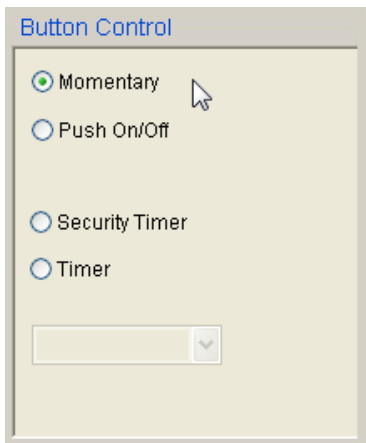 Button Control
Momentary
Push On/Off
Security Timer
Timer